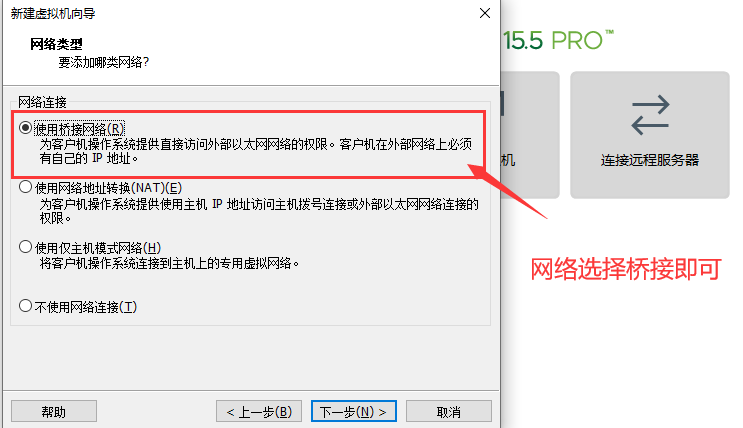 新建虚拟机向导
网络类型
要添加哪类网络?
15.5 PRO™
网络连接
使用桥接网络(R)
为客户机操作系统提供直接访问外部以太网网络的权限。客户机在外部网络上必须
有自己的 IP 地址。
使用网络地址转换(NAT)(E)
为客户机操作系统提供使用主机 IP 地址访问主机拨号连接或外部以太网网络连接的
权限。
使用仅主机模式网络(H)
将客户机操作系统连接到主机上的专用虚拟网络。
不使用网络连接(T)
机
连接远程服务器
网络选择桥接即可
帮助
< 上一步(B)
下一步(N) >
取消